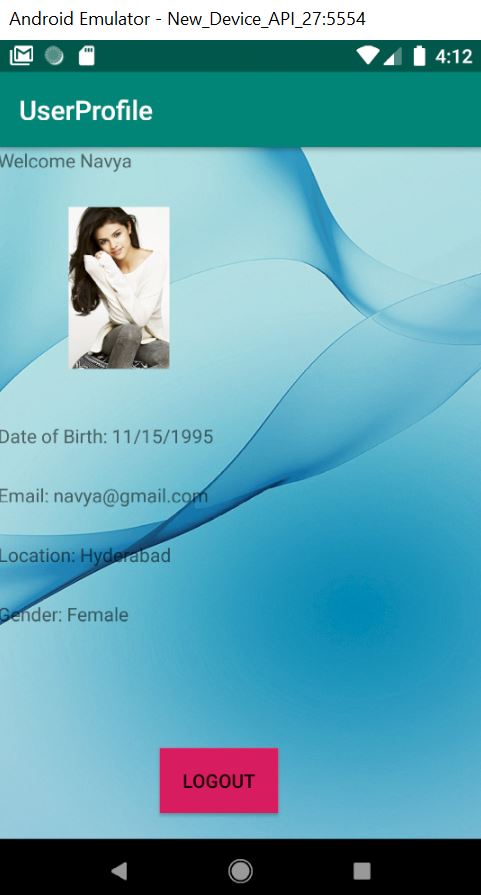 Android Emulator - New_Device_API_27:5554
4:12
UserProfile
Welcome Navya
Date of Birth: 11/15/1995
Email: navya@gmail.com
Location: Hyderabad
Gender: Female
LOGOUT